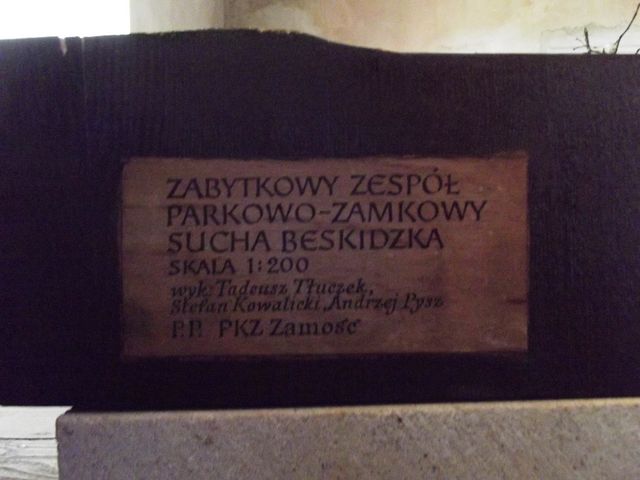 ZABYTKOWY ZESPÓŁ
PARKOWO-ZAMKOWY
SUCHA BESKIDZKA
SKALA 1:200
wyk: Tadeusz Tłuczek,
Stefan Kowalicki, Andrzej Pysz
P.P. PKZ Zamość